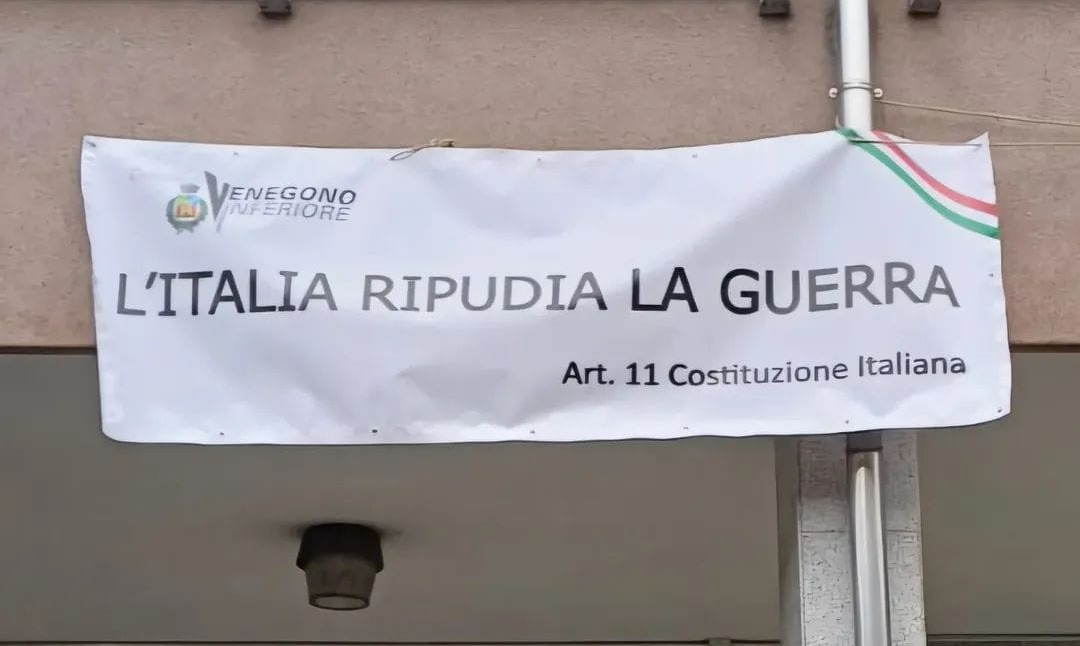 VENEGONO
INFERIORE
L'ITALIA RIPUDIA LA GUERRA
Art. 11 Costituzione Italiana